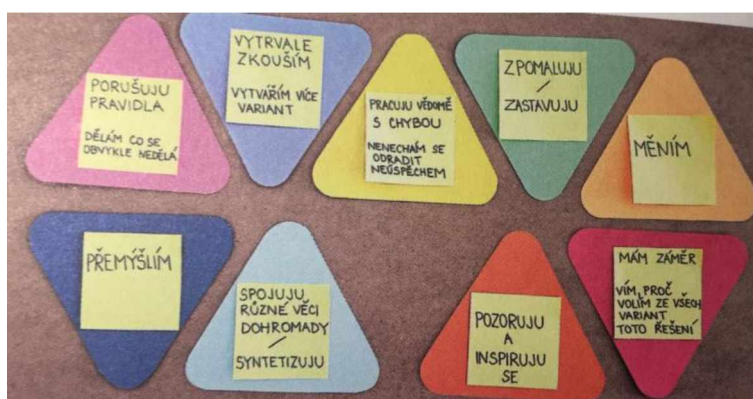 PORUŠUJU
PRAVIDLA
DĚLÁM CO SE
OBVYKLE NEDĚLÁ
VYTRVALE
ZKOUŠÍM
VYTVÁŘÍM VÍCE
VARIANT
PRACUJU VĚDOMĚ
S CHYBOU
NENECHÁM SE
ODRADIT
NEÚSPĚCHEM
ZPOMALUJU
/
ZASTAVUJU
MĚNÍM
PŘEMÝŠLÍM
SPOJUJU
RŮZNÉ VĚCI
DOHROMADY
/
SYNTETIZUJU
POZORUJU
A
INSPIRUJU
SE
MÁM ZÁMĚR
VÍM, PROČ
VOLÍM ZE VŠECH
VARIANT
TOTO ŘEŠENÍ